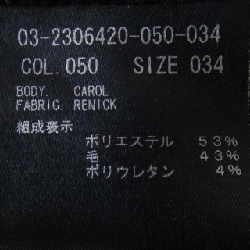 03-2306420-050-034
COL. 050 SIZE 034
BODY. CAROL
FABRIC. RENICK
組成表示
ポリエステル 53%
毛 43%
ポリウレタン 4%